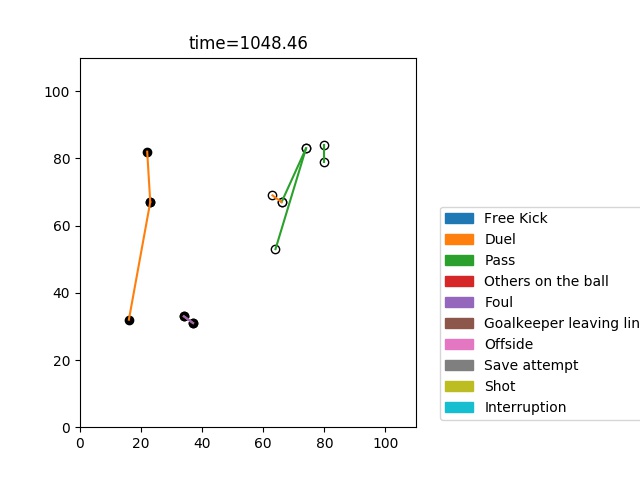 time=1048.46
100
80
60
40
20
0
0 20 40 60 80 100
Free Kick
Duel
Pass
Others on the ball
Foul
Goalkeeper leaving lin
Offside
Save attempt
Shot
Interruption